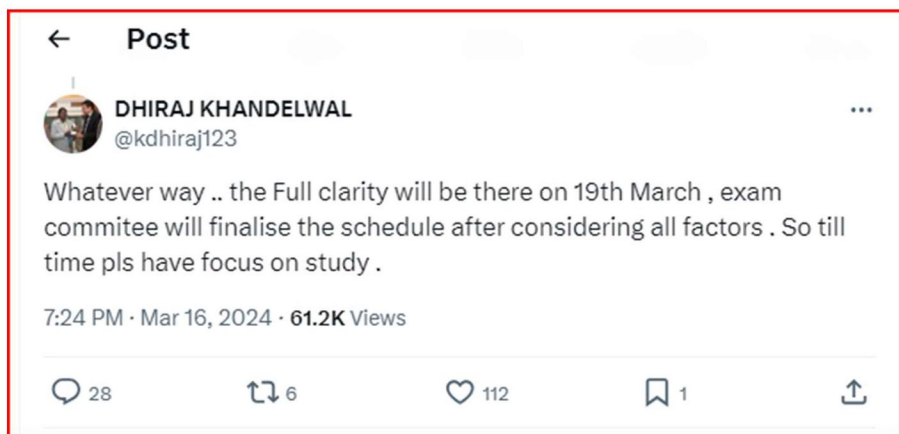 Post
DHIRAJ KHANDELWAL
@kdhiraj123
Whatever way .. the Full clarity will be there on 19th March , exam
commitee will finalise the schedule after considering all factors . So till
time pls have focus on study .
7:24 PM · Mar 16, 2024 · 61.2K Views
28 6 112 1